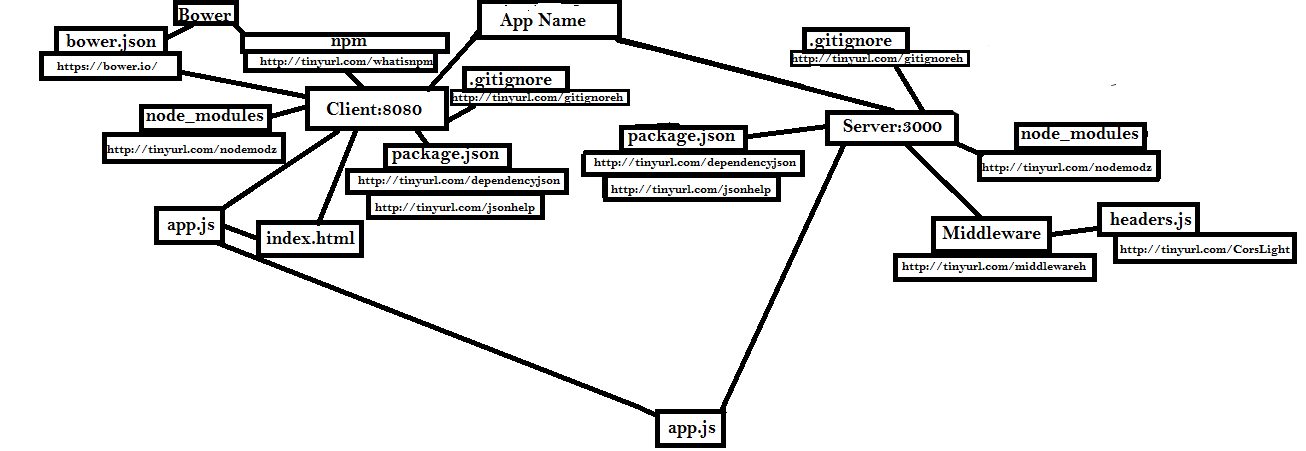 Bower
App Name
bower.json
https://bower.io/
npm
http://tinyurl.com/whatisnpm
.gitignore
http://tinyurl.com/gitignoreh
.gitignore
http://tinyurl.com/gitignoreh
Client:8080
node_modules
http://tinyurl.com/nodemodz
package.json
http://tinyurl.com/dependencyjson
http://tinyurl.com/jsonhelp
package.json
http://tinyurl.com/dependencyjson
http://tinyurl.com/jsonhelp
Server:3000
node_modules
http://tinyurl.com/nodemodz
app.js
index.html
Middleware
http://tinyurl.com/middlewareh
headers.js
http://tinyurl.com/CorsLight
app.js